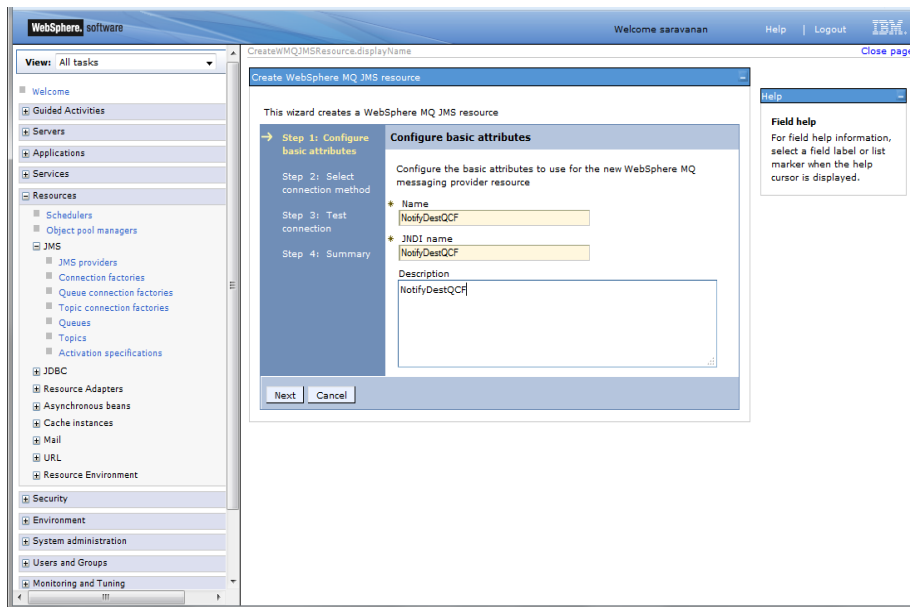 WebSphere. software
Welcome saravanan
Help | Logout
IBM.
View: All tasks
Welcome
Guided Activities
Servers
Applications
Services
Resources
Schedulers
Object pool managers
JMS
JMS providers
Connection factories
Queue connection factories
Topic connection factories
Queues
Topics
Activation specifications
JDBC
Resource Adapters
Asynchronous beans
Cache instances
Mail
URL
Resource Environment
Security
Environment
System administration
Users and Groups
Monitoring and Tuning
CreateWMQJMSResource.displayName
Close page
Create WebSphere MQ JMS resource
This wizard creates a WebSphere MQ JMS resource
Step 1: Configure
basic attributes
Step 2: Select
connection method
Step 3: Test
connection
Step 4: Summary
Configure basic attributes
Configure the basic attributes to use for the new WebSphere MQ
messaging provider resource
* Name
NotifyDestQCF
* JNDI name
NotifyDestQCF
Description
NotifyDestQCF
Next Cancel
Help
Field help
For field help information,
select a field label or list
marker when the help
cursor is displayed.